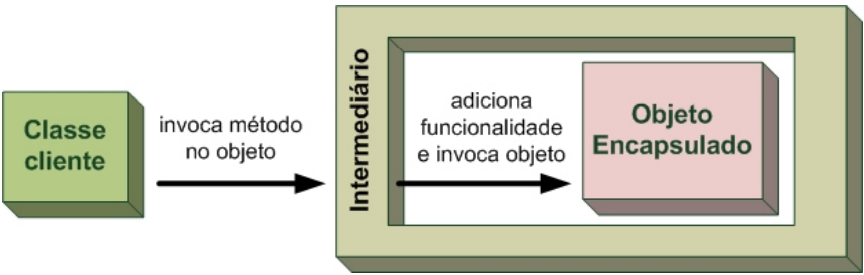 Classe
cliente
invoca método
no objeto
Intermediário
adiciona
funcionalidade
e invoca objeto
Objeto
Encapsulado